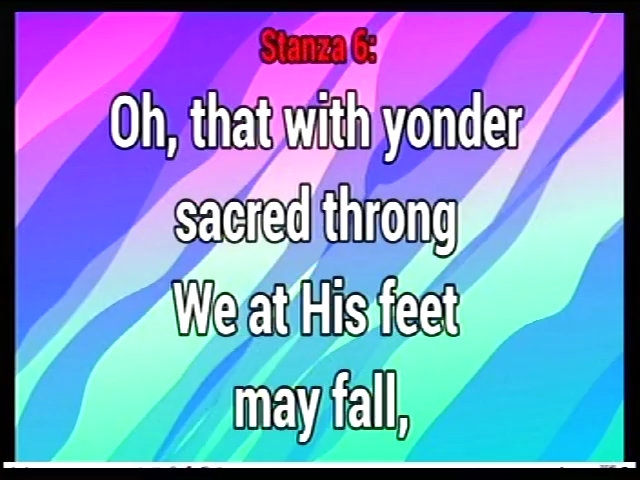 Stanza 6:
Oh, that with yonder
sacred throng
We at His feet
may fall,